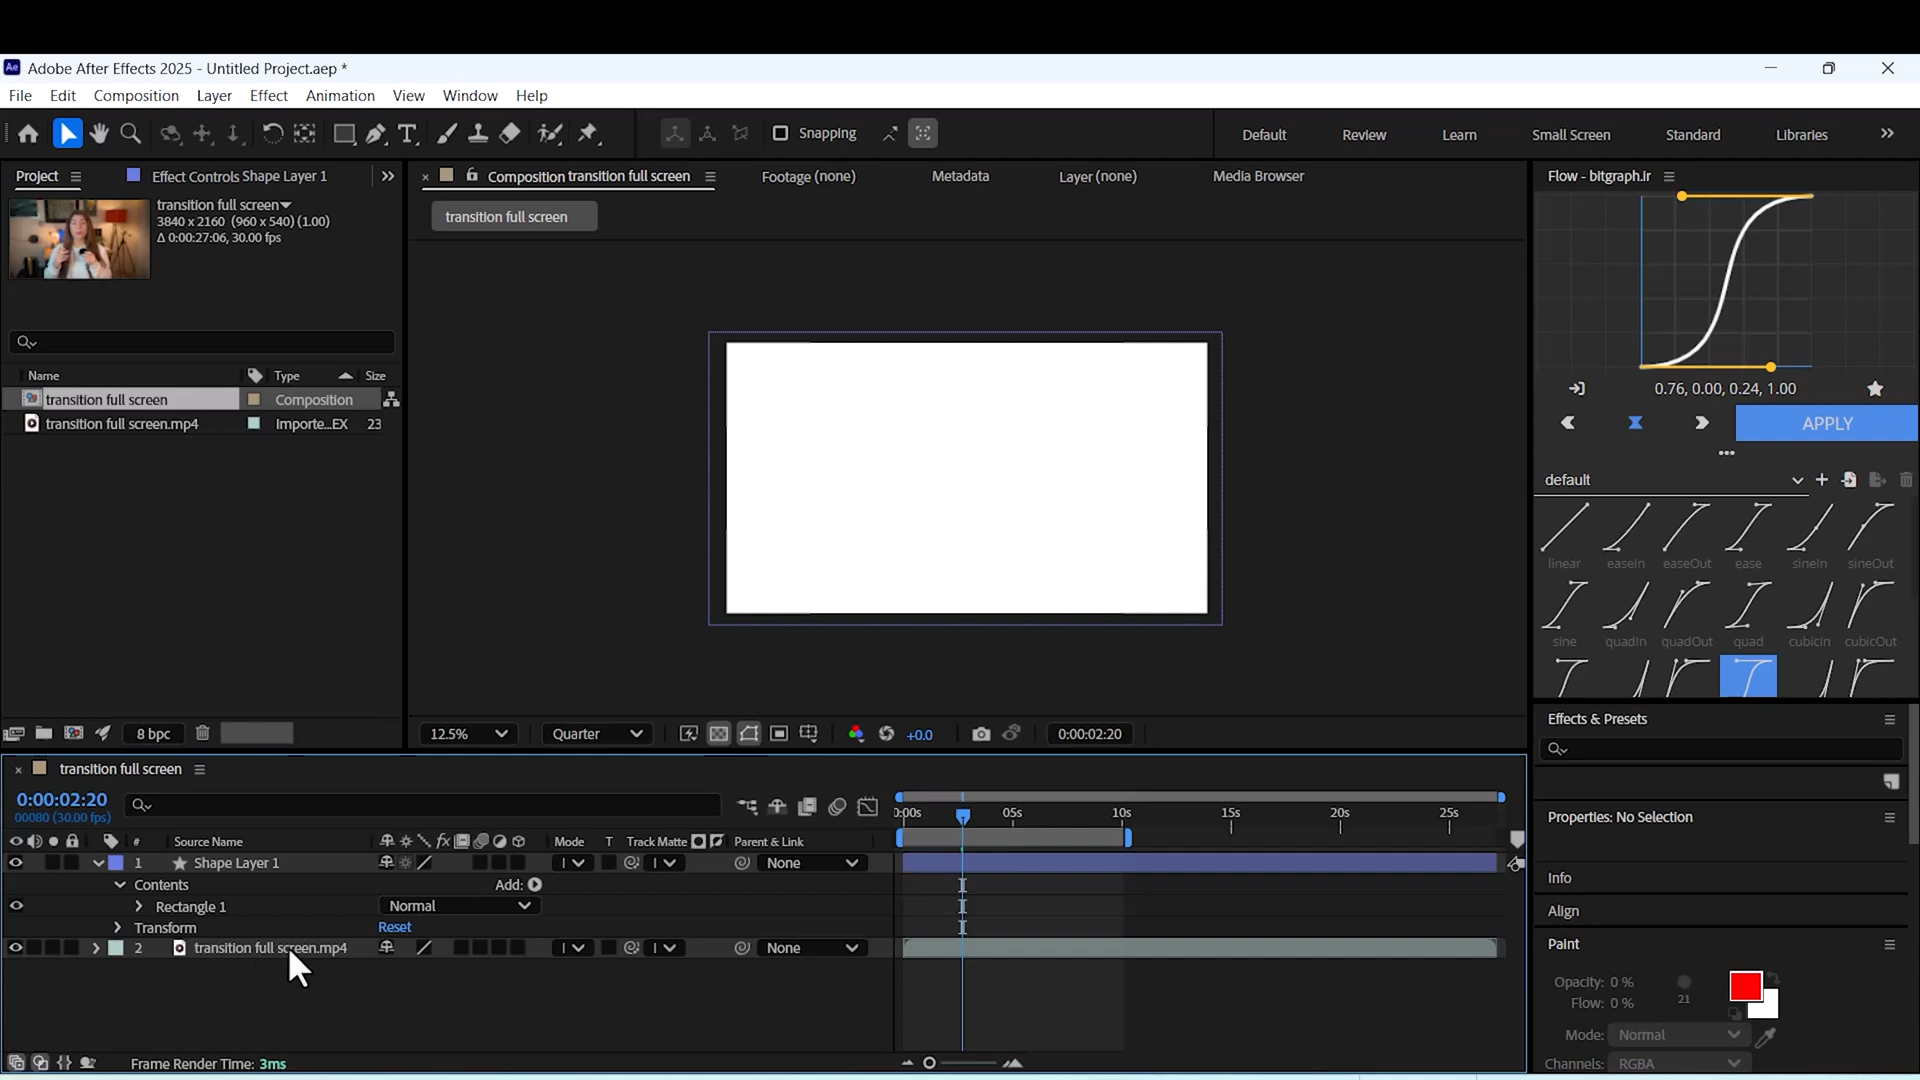 Ae Adobe After Effects 2025 - Untitled Project.aep *
File Edit Composition Layer Effect Animation View Window Help
Snapping
Default Review Learn Small Screen Standard Libraries
Project Effect Controls Shape Layer 1
Composition transition full screen Footage (none) Metadata Layer (none) Media Browser
Flow - bitgraph.ir
transition full screen
3840 x 2160 (960 x 540) (1.00)
Δ 0:00:27:06, 30.00 fps
transition full screen
Name Type Size
transition full screen Composition
transition full screen.mp4 Importe...EX 23
8 bpc
12.5% Quarter +0.0 0:00:02:20
0.76, 0.00, 0.24, 1.00
APPLY
default
linear easeIn easeOut ease sineIn sineOut
sine quadIn quadOut quad cubicIn cubicOut
Effects & Presets
Properties: No Selection
Info
Align
Paint
Opacity: 0 %
Flow: 0 %
21
Mode: Normal
Channels: RGBA
transition full screen
0:00:02:20
00080 (30.00 fps)
0:00s 05s 10s 15s 20s 25s
# Source Name fx Mode T Track Matte Parent & Link
1 Shape Layer 1 None
Contents Add:
Rectangle 1 Normal
Transform Reset
2 transition full screen.mp4 None
Frame Render Time: 3ms